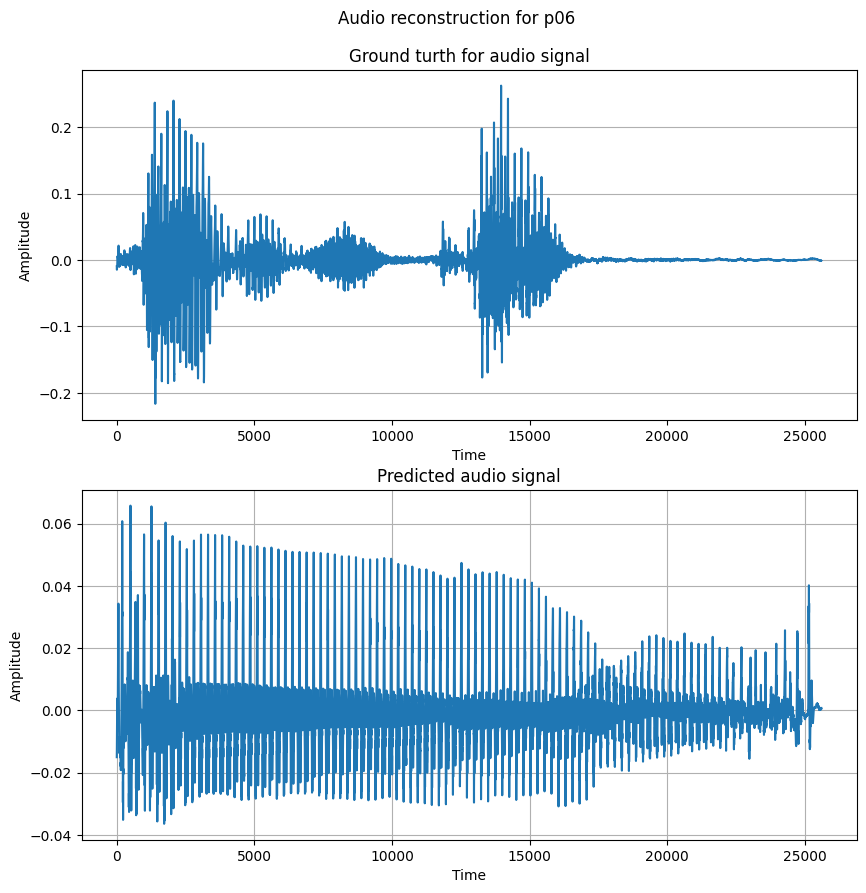 Audio reconstruction for p06
Ground turth for audio signal
0.2
0.1
0.0
−0.1
−0.2
Amplitude
0 5000 10000 15000 20000 25000
Time
Predicted audio signal
0.06
0.04
0.02
0.00
−0.02
−0.04
Amplitude
0 5000 10000 15000 20000 25000
Time